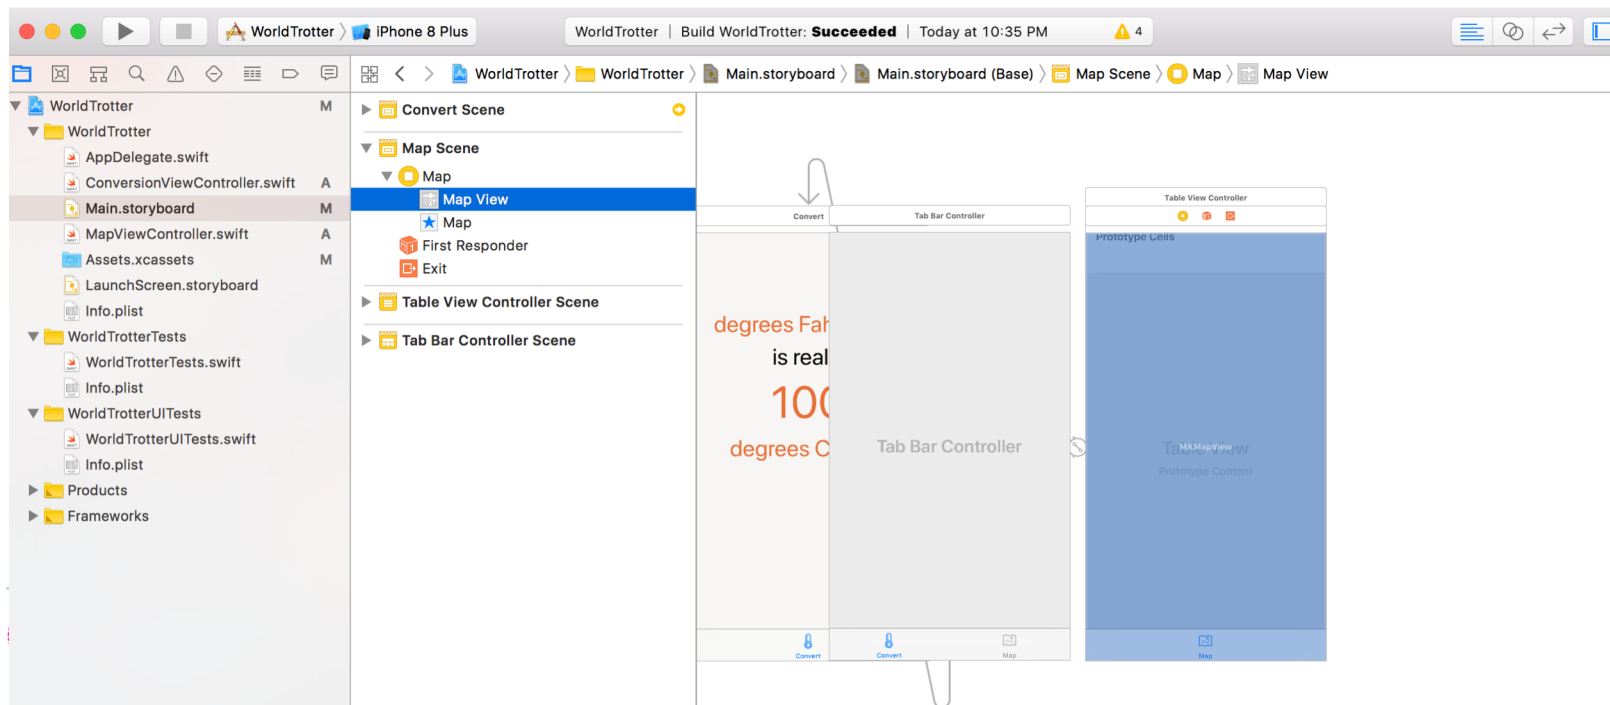 WorldTrotter iPhone 8 Plus
WorldTrotter | Build WorldTrotter: Succeeded | Today at 10:35 PM
4
WorldTrotter WorldTrotter Main.storyboard Main.storyboard (Base) Map Scene Map Map View
WorldTrotter M
WorldTrotter
AppDelegate.swift
ConversionViewController.swift A
Main.storyboard M
MapViewController.swift A
Assets.xcassets M
LaunchScreen.storyboard
Info.plist
WorldTrotterTests
WorldTrotterTests.swift
Info.plist
WorldTrotterUITests
WorldTrotterUITests.swift
Info.plist
Products
Frameworks
Convert Scene
Map Scene
Map
Map View
Map
First Responder
Exit
Table View Controller Scene
Tab Bar Controller Scene
Convert
degrees Fah
is real
100
degrees C
Convert
Tab Bar Controller
Tab Bar Controller
Convert Map
Table View Controller
Prototype Cells
Table View
MKMapView
Prototype Content
Map